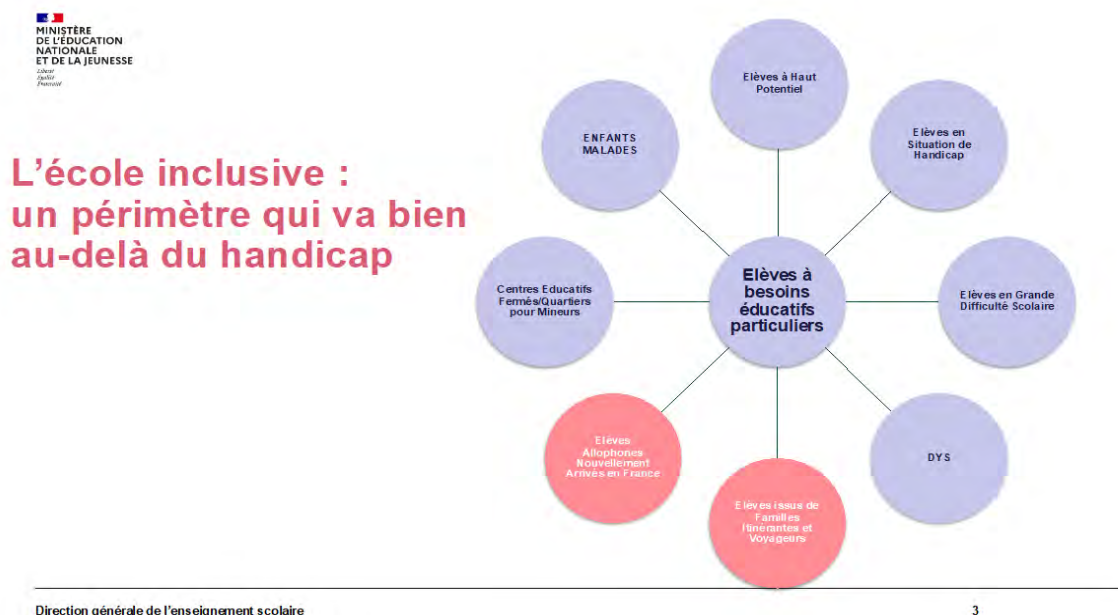 MINISTÈRE
DE L'ÉDUCATION
NATIONALE
ET DE LA JEUNESSE
Liberté
Égalité
Fraternité
L'école inclusive :
un périmètre qui va bien
au-delà du handicap
Elèves à Haut
Potentiel
Elèves en
Situation de
Handicap
Elèves en Grande
Difficulté Scolaire
DYS
Elèves issus de
Familles
Itinérantes et
Voyageurs
Elèves
Allophones
Nouvellement
Arrivés en France
Centres Educatifs
Fermés/Quartiers
pour Mineurs
ENFANTS
MALADES
Elèves à
besoins
éducatifs
particuliers
Direction générale de l'enseignement scolaire
3